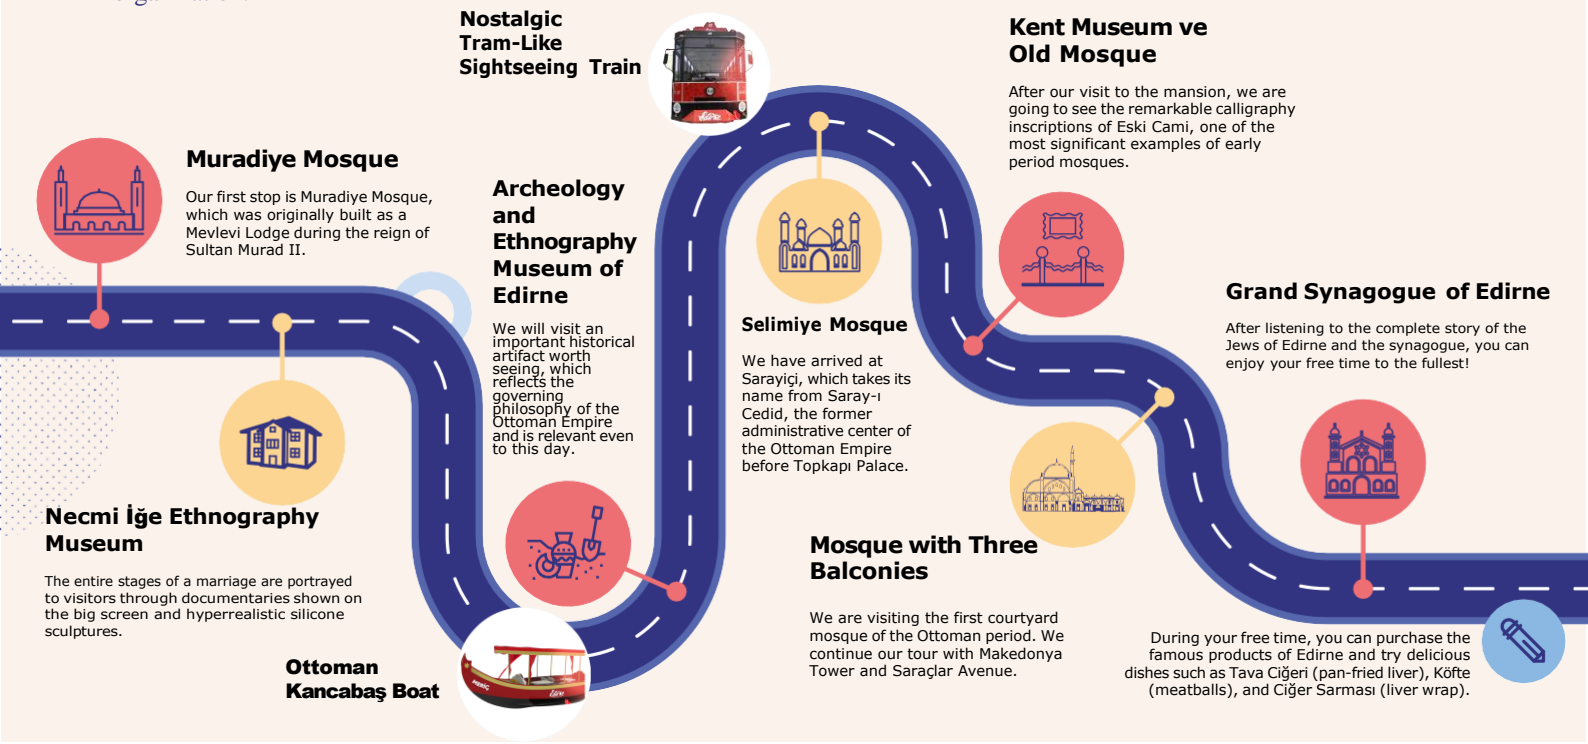 Muradiye Mosque
Our first stop is Muradiye Mosque,
which was originally built as a
Mevlevi Lodge during the reign of
Sultan Murad II.
Necmi İğe Ethnography
Museum
The entire stages of a marriage are portrayed
to visitors through documentaries shown on
the big screen and hyperrealistic silicone
sculptures.
Ottoman
Kancabaş Boat
MERİÇ
Edirne
Archeology
and
Ethnography
Museum of
Edirne
We will visit an
important historical
artifact worth
seeing, which
reflects the
governing
philosophy of the
Ottoman Empire
and is relevant even
to this day.
Nostalgic
Tram-Like
Sightseeing Train
Edirne
Selimiye Mosque
We have arrived at
Sarayiçi, which takes its
name from Saray-ı
Cedid, the former
administrative center of
the Ottoman Empire
before Topkapı Palace.
Kent Museum ve
Old Mosque
After our visit to the mansion, we are
going to see the remarkable calligraphy
inscriptions of Eski Cami, one of the
most significant examples of early
period mosques.
Mosque with Three
Balconies
We are visiting the first courtyard
mosque of the Ottoman period. We
continue our tour with Makedonya
Tower and Saraçlar Avenue.
Grand Synagogue of Edirne
After listening to the complete story of the
Jews of Edirne and the synagogue, you can
enjoy your free time to the fullest!
During your free time, you can purchase the
famous products of Edirne and try delicious
dishes such as Tava Ciğeri (pan-fried liver), Köfte
(meatballs), and Ciğer Sarması (liver wrap).